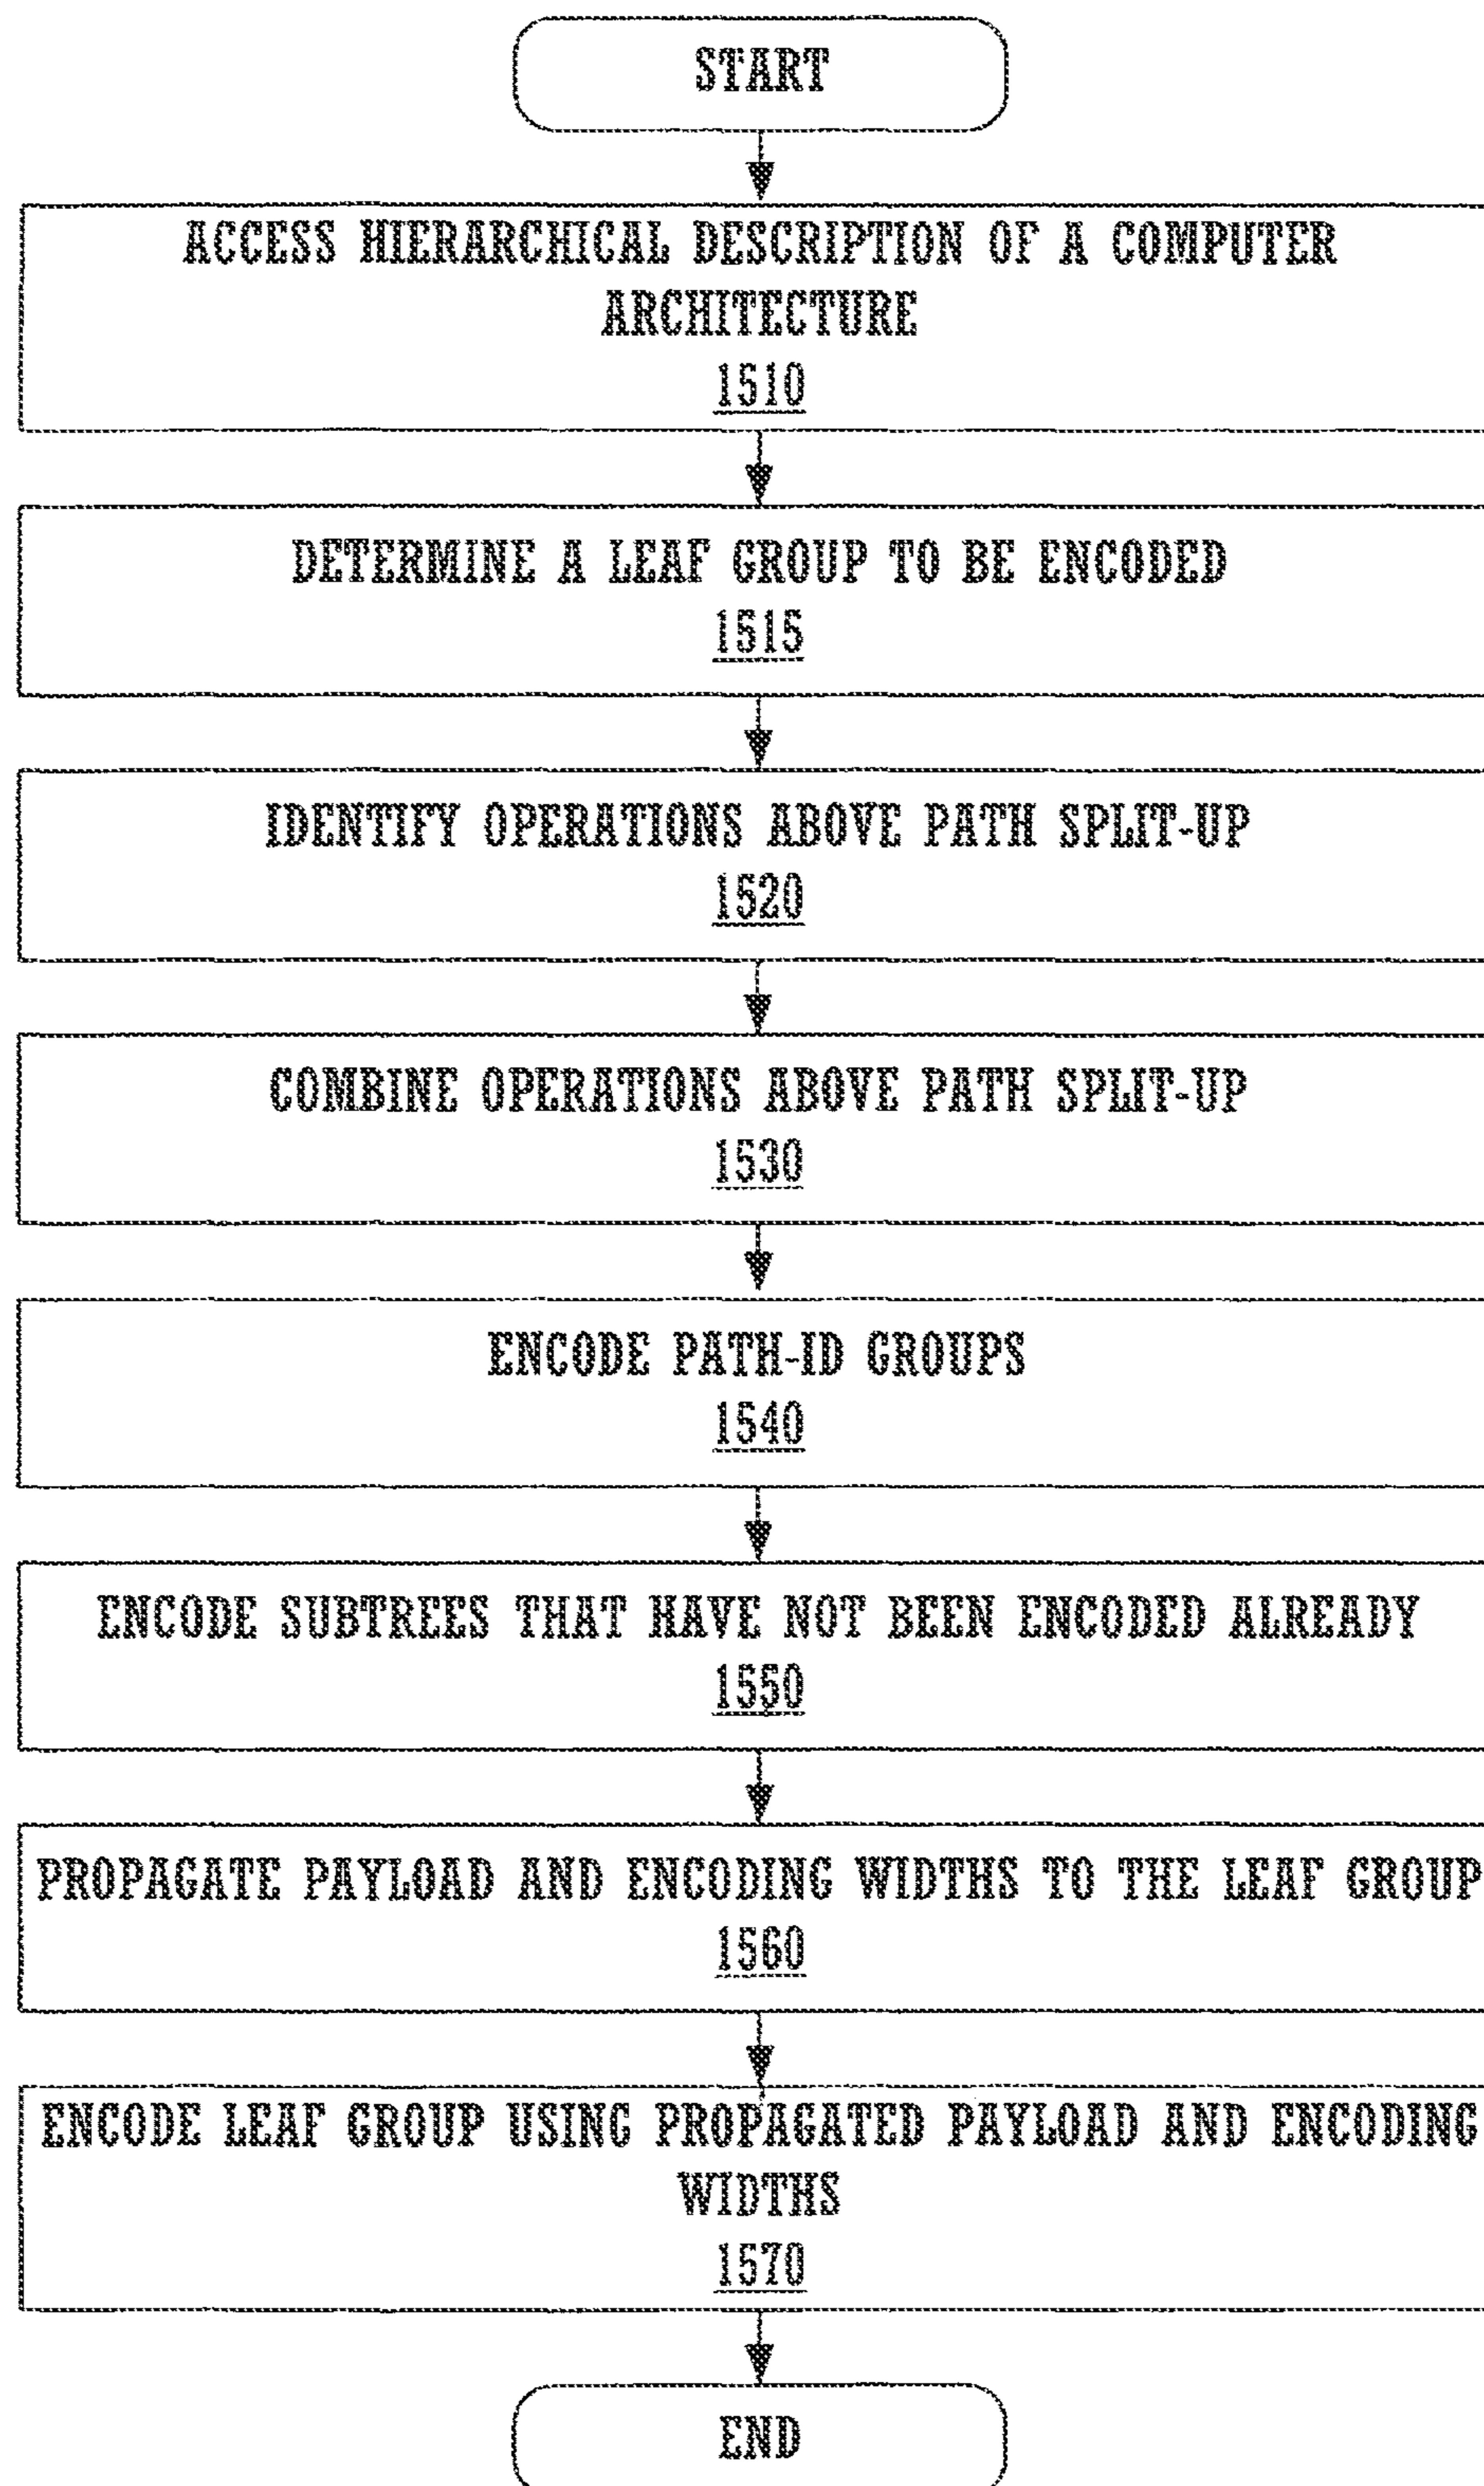 START
ACCESS HIERARCHICAL DESCRIPTION OF A COMPUTER
ARCHITECTURE
1510
DETERMINE A LEAF GROUP TO BE ENCODED
1515
IDENTIFY OPERATIONS ABOVE PATH SPLIT-UP
1520
COMBINE OPERATIONS ABOVE PATH SPLIT-UP
1530
ENCODE PATH-ID GROUPS
1540
ENCODE SUBTREES THAT HAVE NOT BEEN ENCODED ALREADY
1550
PROPAGATE PAYLOAD AND ENCODING WIDTHS TO THE LEAF GROUP
1560
ENCODE LEAF GROUP USING PROPAGATED PAYLOAD AND ENCODING
WIDTHS
1570
END